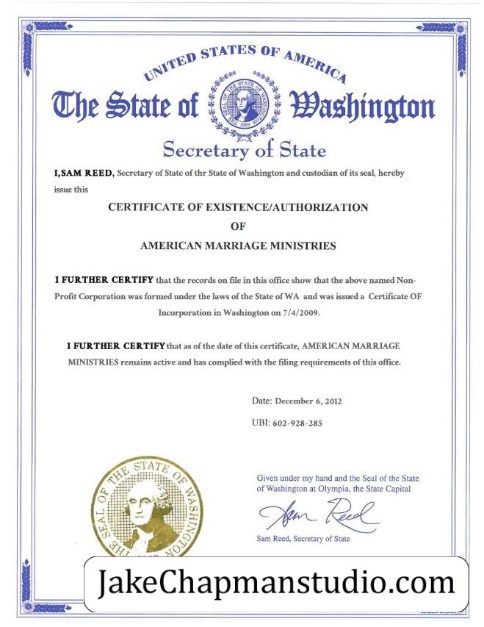 UNITED STATES OF AMERICA
The State of Washington
Secretary of State
I,SAM REED, Secretary of State of thr State of Washington and custodian of its seal, hereby
issue this
CERTIFICATE OF EXISTENCE/AUTHORIZATION
OF
AMERICAN MARRIAGE MINISTRIES
I FURTHER CERTIFY that the records on file in this office show that the above named Non-
Profit Corporation was formed under the laws of the State of WA and was issued a Certificate OF
Incorporation in Washington on 7/4/2009.
I FURTHER CERTIFY that as of the date of this certificate, AMERICAN MARRIAGE
MINISTRIES remains active and has complied with the filing requirements of this office.
Date: December 6, 2012
UBI: 602-928-285
THE SEAL OF THE STATE OF WASHINGTON
Given under my hand and the Seal of the State
of Washington at Olympia, the State Capital
Sam Reed
Sam Reed, Secretary of State
JakeChapmanstudio.com